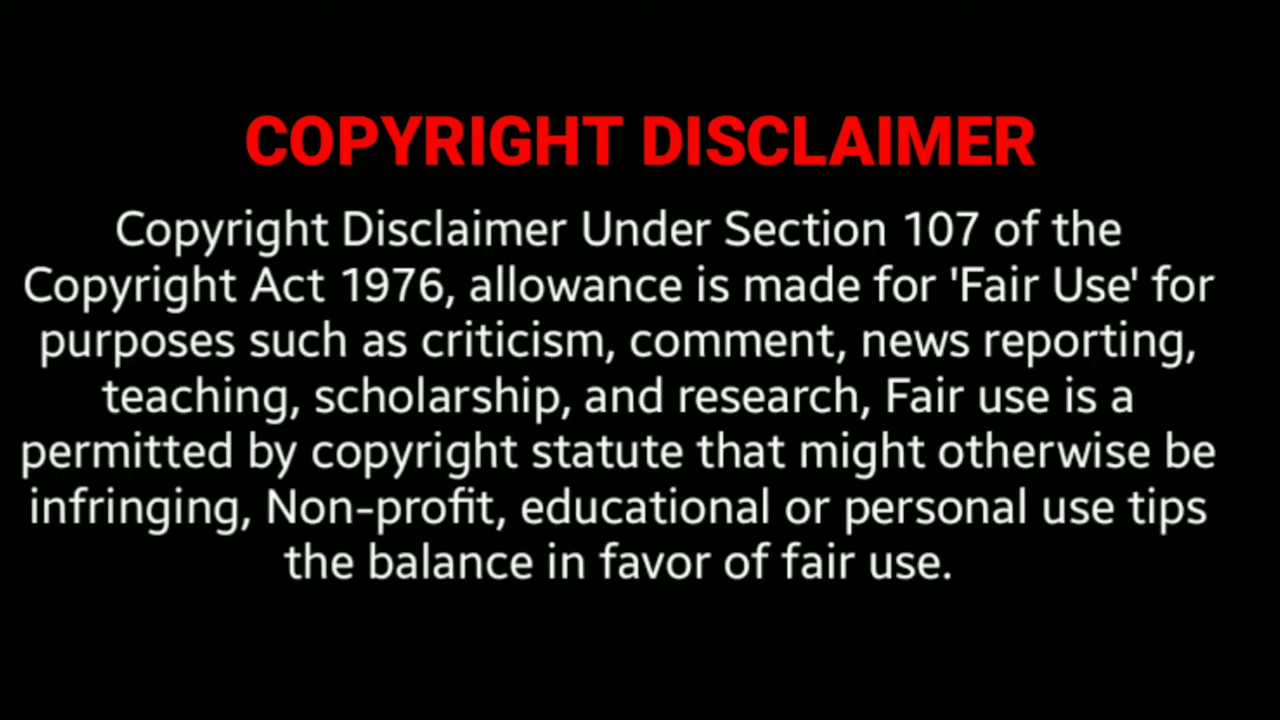 COPYRIGHT DISCLAIMER
Copyright Disclaimer Under Section 107 of the
Copyright Act 1976, allowance is made for 'Fair Use' for
purposes such as criticism, comment, news reporting,
teaching, scholarship, and research, Fair use is a
permitted by copyright statute that might otherwise be
infringing, Non-profit, educational or personal use tips
the balance in favor of fair use.